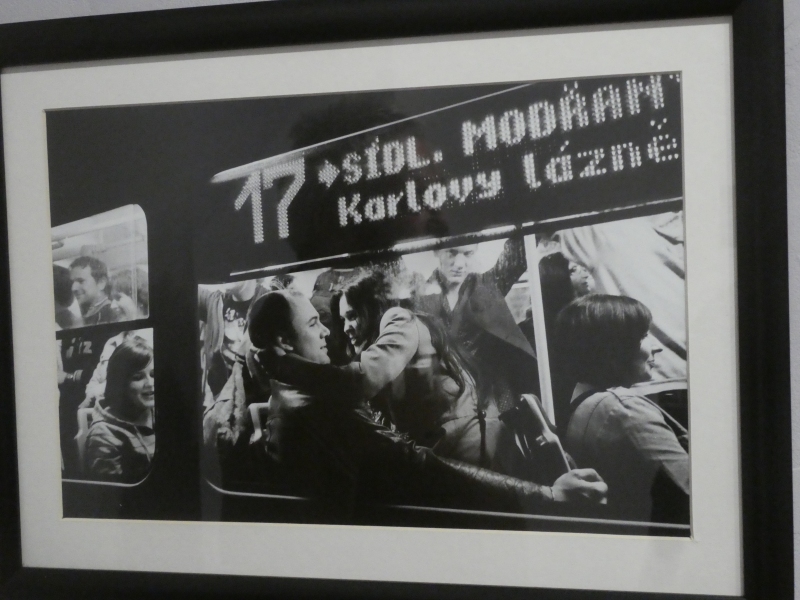 17 → SÍDL. MODŘAN
Karlovy lázně